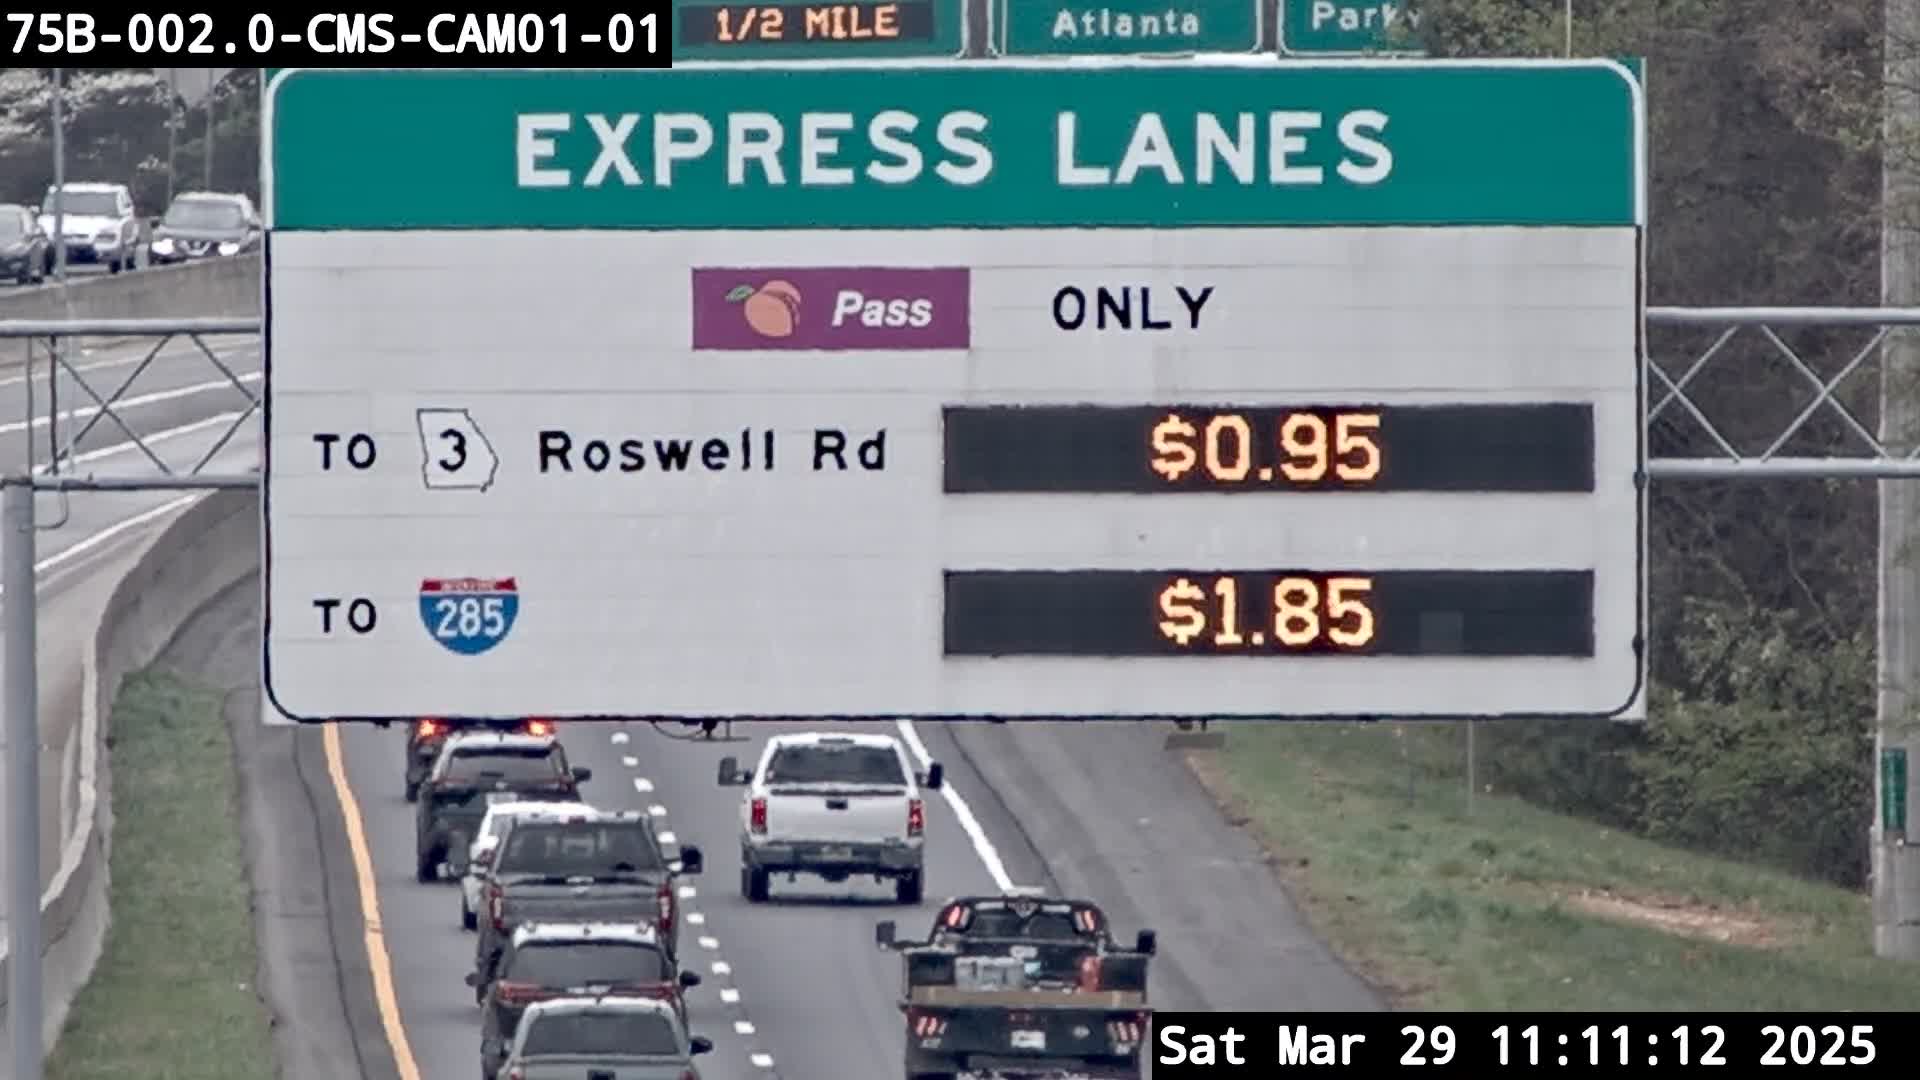 75B-002.0-CMS-CAM01-01
1/2 MILE
Atlanta
EXPRESS LANES
Pass ONLY
TO 3 Roswell Rd $0.95
TO 285 $1.85
Sat Mar 29 11:11:12 2025